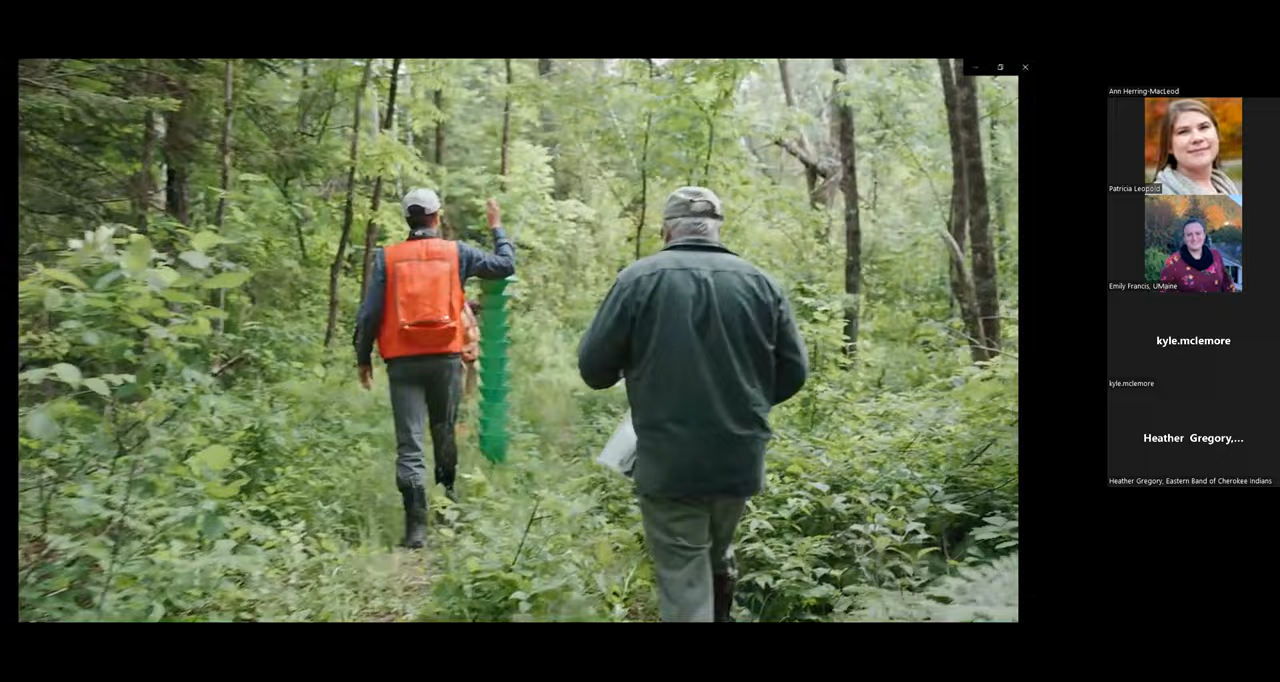 Ann Herring-MacLeod
Patricia Leopold
Emily Francis, UMaine
kyle.mclemore
kyle.mclemore
Heather Gregory,...
Heather Gregory, Eastern Band of Cherokee Indians